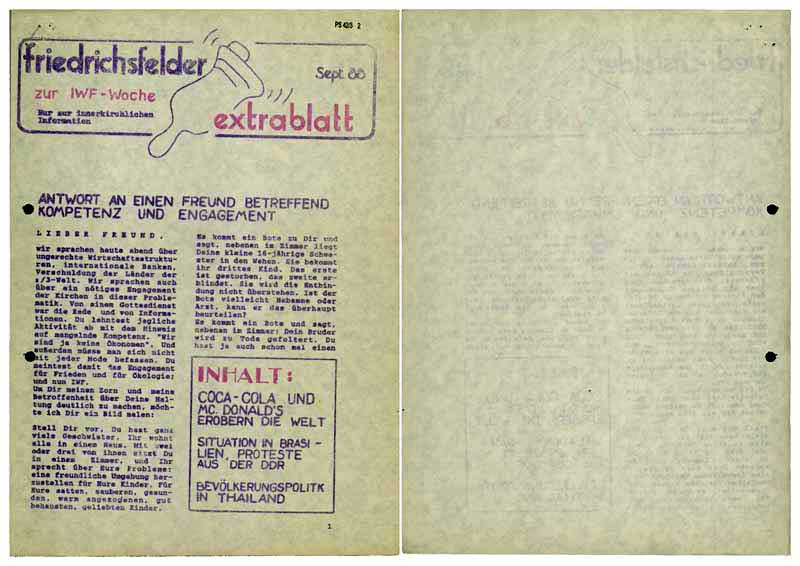 PS 43/5 2
friedrichsfelder
Sept. 88
zur IWF-Woche
Nur zur innerkirchlichen
Information
extrablatt
ANTWORT AN EINEN FREUND BETREFFEND
KOMPETENZ UND ENGAGEMENT
LIEBER FREUND,
wir sprachen heute abend über
ungerechte Wirtschaftsstruktu-
ren, internationale Banken,
Verschuldung der Länder der
2/3-Welt. Wir sprachen auch
über ein nötiges Engagement
der Kirchen in dieser Proble-
matik. Von einem Gottesdienst
war die Rede und von Informa-
tionen. Du lehntest jegliche
Aktivität ab mit dem Hinweis
auf mangelnde Kompetenz. "Wir
sind ja keine Ökonomen". Und
außerdem müsse man sich nicht
mit jeder Mode befassen. Du
meintest damit das Engagement
für Frieden und für Ökologie;
und nun IWF.
Um Dir meinen Zorn und meine
Betroffenheit über Deine Hal-
tung deutlich zu machen, möch-
te ich Dir ein Bild malen:
Stell Dir vor, Du hast ganz
viele Geschwister. Ihr wohnt
alle in einem Haus. Mit zwei
oder drei von ihnen sitzt Du
in einem Zimmer, und Ihr
sprecht über Eure Probleme:
eine freundliche Umgebung her-
zustellen für Eure Kinder. Für
Eure satten, sauberen, gesun-
den, warm angezogenen, gut
behausten, geliebten Kinder.
Es kommt ein Bote zu Dir und
sagt, nebenan im Zimmer liegt
Deine kleine 16-jährige Schwe-
ster in den Wehen. Sie bekommt
ihr drittes Kind. Das erste
ist gestorben, das zweite er-
blindet. Sie wird die Entbin-
dung nicht überstehen. Ist der
Bote vielleicht Hebamme oder
Arzt, kann er das überhaupt
beurteilen?
Es kommt ein Bote und sagt,
nebenan im Zimmer: Dein Bruder
wird zu Tode gefoltert. Du
hast ja auch schon mal einen
INHALT:
COCA-COLA UND
MC. DONALD'S
EROBERN DIE WELT
SITUATION IN BRASI-
LIEN, PROTESTE
AUS DER DDR
BEVÖLKERUNGSPOLITK
IN THAILAND
1